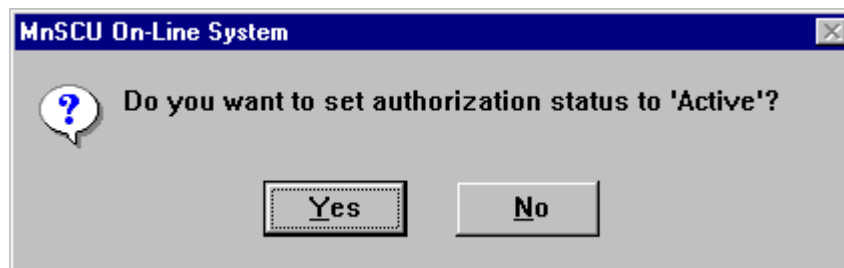 MnSCU On-Line System
Do you want to set authorization status to 'Active'?
Yes No